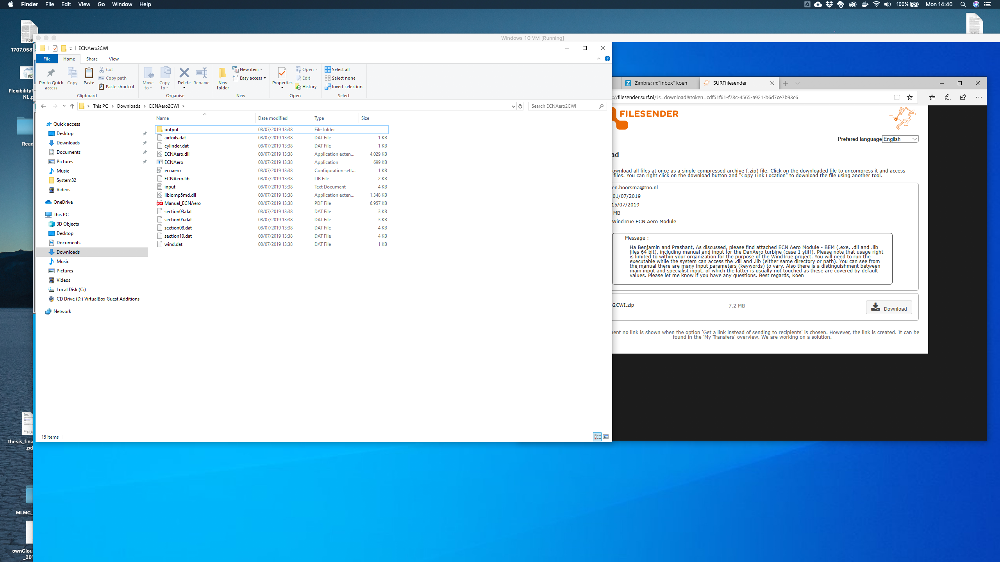 Finder File Edit View Go Window Help
100% Mon 14:40
PDF
1707.058
Windows 10 VM [Running]
ECNAero2CWI
File Home Share View
Pin to Quick access
Copy
Paste
Cut
Copy path
Paste shortcut
Clipboard
Move to
Copy to
Delete
Rename
Organise
New folder
New item
Easy access
New
Properties
Open
Edit
History
Open
Select all
Select none
Invert selection
Select
This PC > Downloads > ECNAero2CWI >
Search ECNAero2CWI
Name Date modified Type Size
output 08/07/2019 13:38 File folder
airfoils.dat 08/07/2019 13:38 DAT File 1 KB
cylinder.dat 08/07/2019 13:38 DAT File 1 KB
ECNAero.dll 08/07/2019 13:38 Application exten... 4.029 KB
ECNAero 08/07/2019 13:38 Application 699 KB
ecnaero 08/07/2019 13:38 Configuration sett... 1 KB
ECNAero.lib 08/07/2019 13:38 LIB File 2 KB
input 08/07/2019 13:38 Text Document 4 KB
libiomp5md.dll 08/07/2019 13:38 Application exten... 1.348 KB
Manual_ECNAero 08/07/2019 13:38 PDF File 6.957 KB
section03.dat 08/07/2019 13:38 DAT File 3 KB
section05.dat 08/07/2019 13:38 DAT File 3 KB
section08.dat 08/07/2019 13:38 DAT File 4 KB
section10.dat 08/07/2019 13:38 DAT File 4 KB
wind.dat 08/07/2019 13:38 DAT File 1 KB
Quick access
Desktop
Downloads
Documents
Pictures
Music
System32
Videos
OneDrive
This PC
3D Objects
Desktop
Documents
Downloads
Music
Pictures
Videos
Local Disk (C:)
CD Drive (D:) VirtualBox Guest Additions
Network
15 items
Zimbra: in:"Inbox" koen
SURFfilesender
://filesender.surf.nl/?s=download&token=cdf51f61-f78c-4565-a921-b6d7ce7b93c6
FILESENDER
Prefered language English
ad
ownload all files at once as a single compressed archive (.zip) file. Click on the downloaded file to uncompress it and access
files. You can right click on the download button and "Copy Link Location" to download the file using another tool.
en.boorsma@tno.nl
01/07/2019
15/07/2019
MB
WindTrue ECN Aero Module
Message :
Ha Benjamin and Prashant, As discussed, please find attached ECN Aero Module - BEM (.exe, .dll and .lib
files 64 bit), including manual and input for the DanAero turbine (case 1 stiff). Please note that usage right
is limited to within your organization for the purpose of the WindTrue project. You will need to run the
executable while the system can access the .dll and .lib (either same directory or path). You can see from
the manual there are many input parameters (keywords) to vary. Also there is a distinguishment between
main input and specialist input, of which the latter is usually not touched as these are covered by default
values. Please let me know if you have any questions. Best regards, Koen
o2CWI.zip 7.2 MB Download
ent no link is shown when the option 'Get a link instead of sending to recipients' is chosen. However, the link is created. It can be
found in the 'My Transfers' overview. We are working on a solution.
Flexibility
NL.p
Read
PDF
thesis_fina
.pd
MLMC_
ownClou
_201